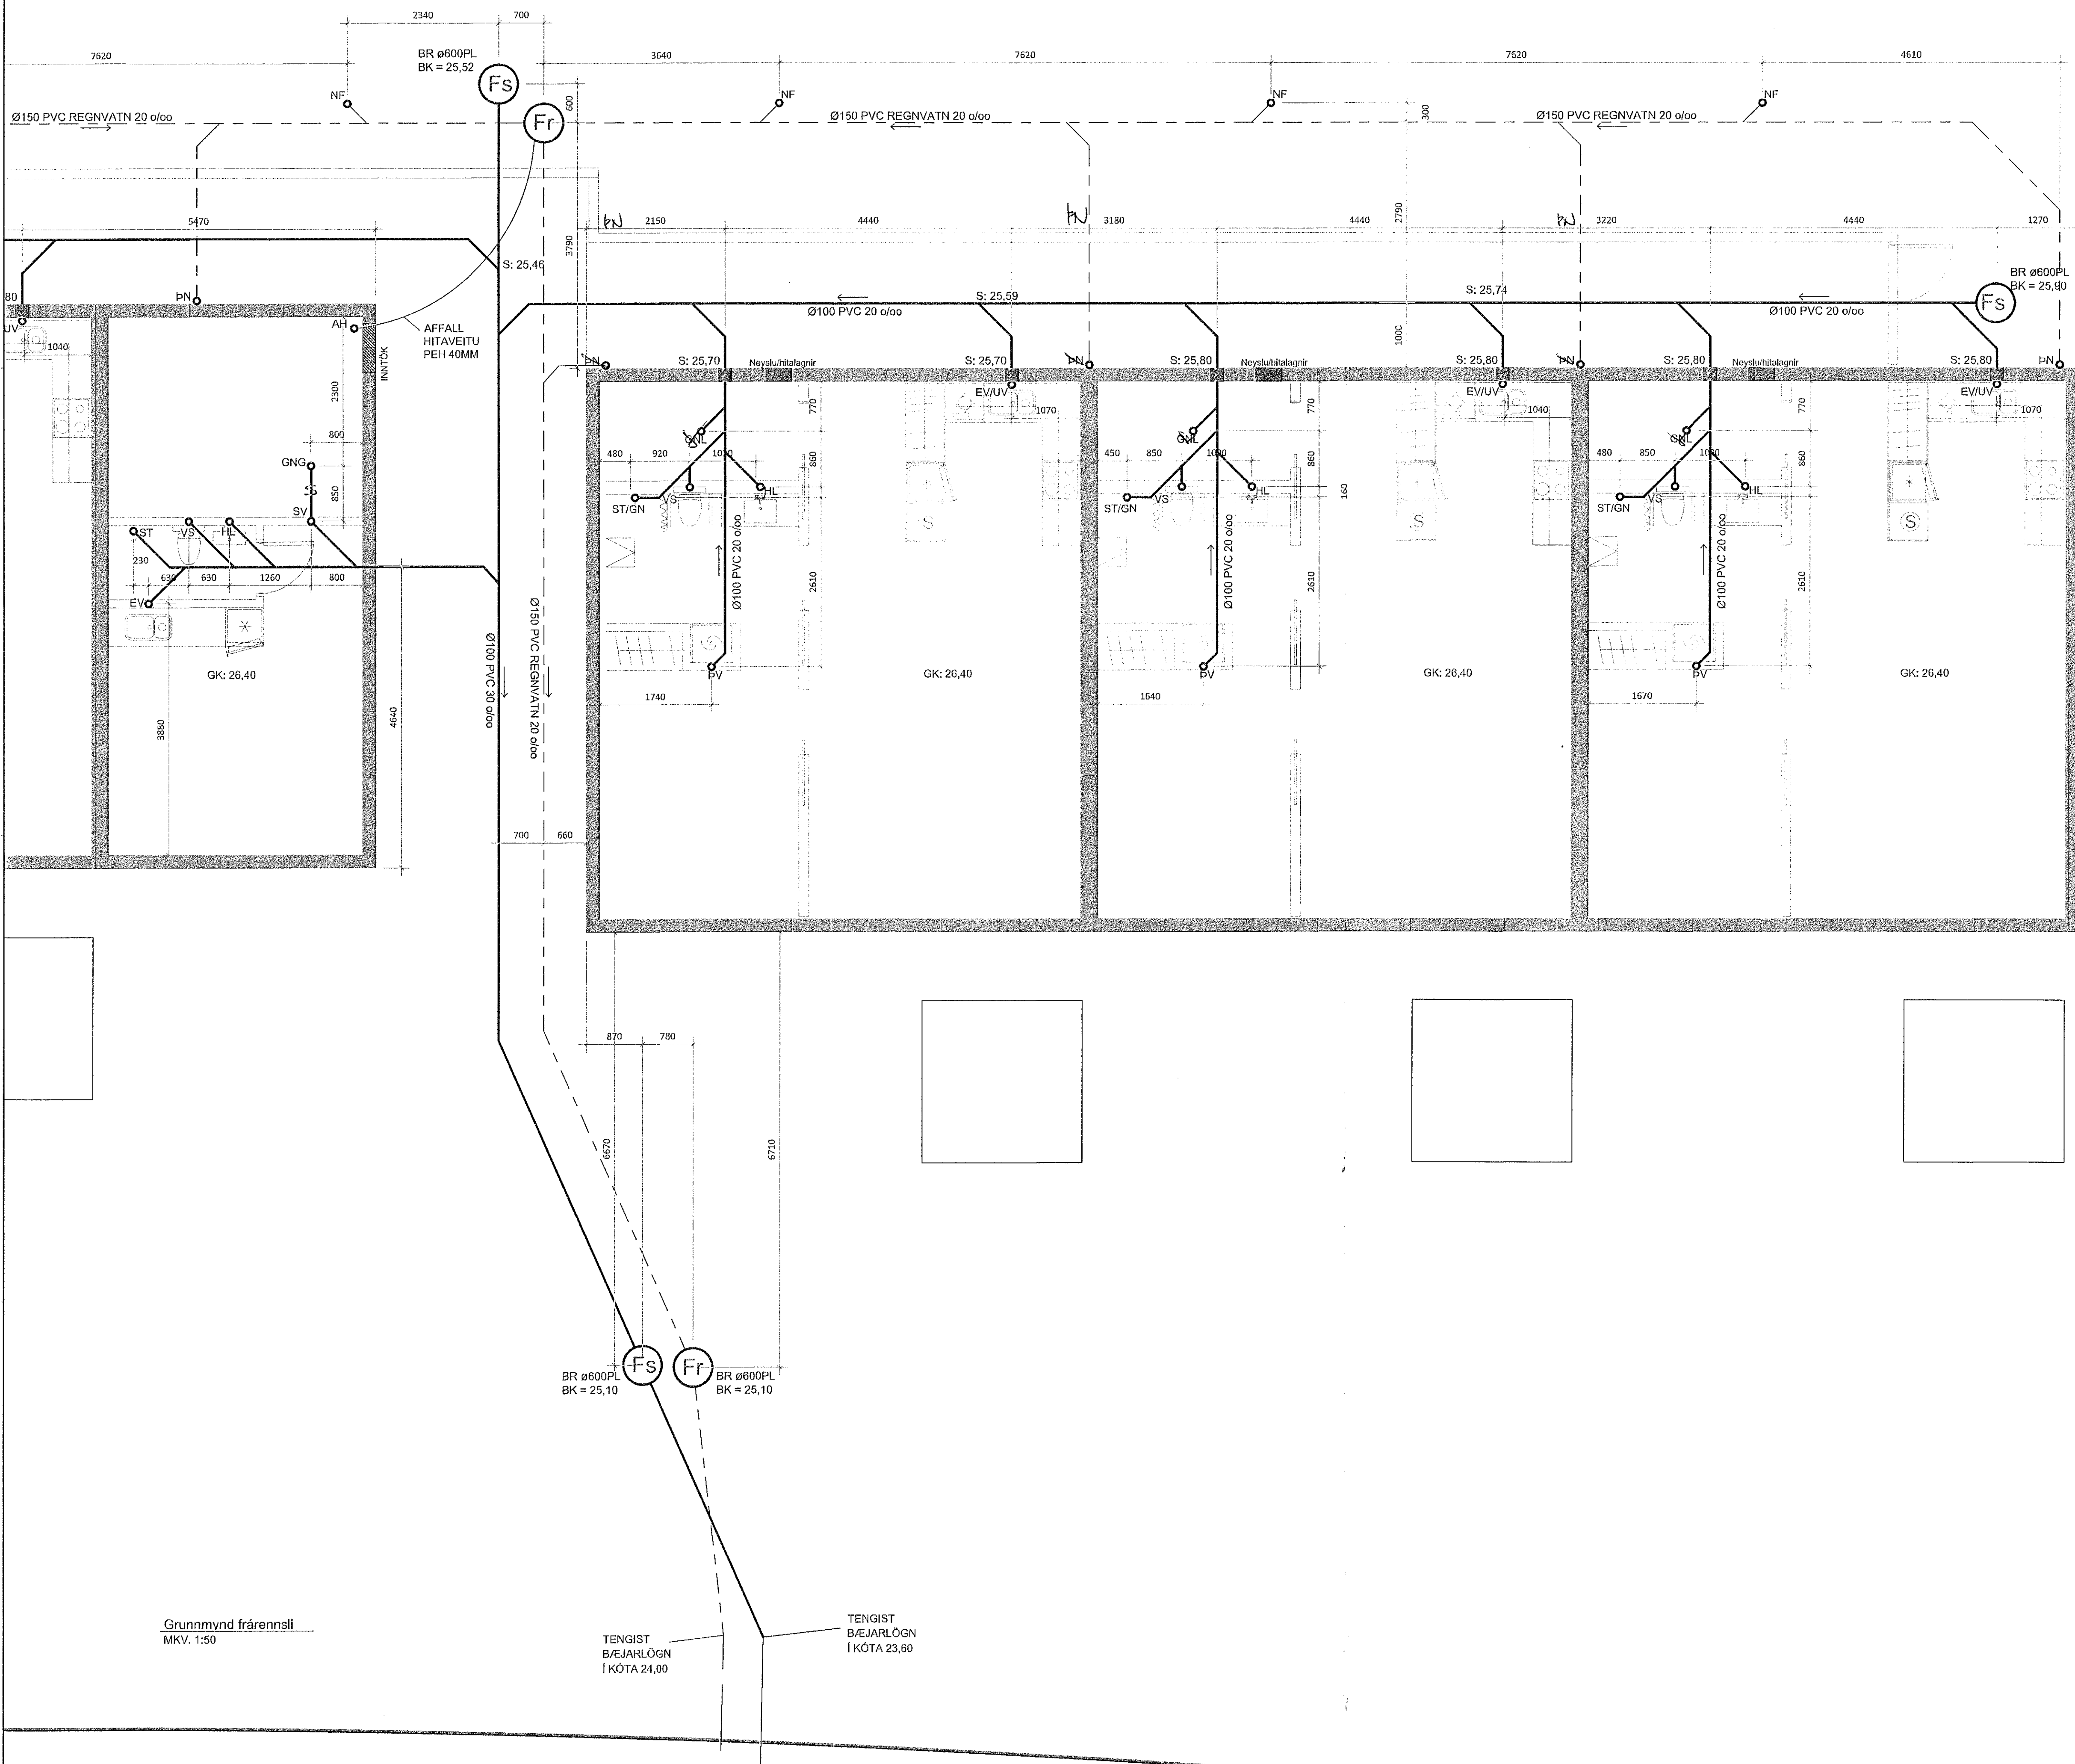 2340
700
7620
BR ø600PL
BK = 25,52
Fs
3640
7620
7620
4610
NF
NF
NF
NF
600
300
Fr
Ø150 PVC REGNVATN 20 o/oo
Ø150 PVC REGNVATN 20 o/oo
Ø150 PVC REGNVATN 20 o/oo
5470
ÞN
2150
4440
ÞN
3180
4440
2790
ÞN
3220
4440
1270
3790
S: 25,46
S: 25,59
S: 25,74
BR ø600PL
BK = 25,90
Fs
Ø100 PVC 20 o/oo
Ø100 PVC 20 o/oo
80
UV
1040
ÞN
AH
AFFALL
HITAVEITU
PEH 40MM
INNTÖK
1000
ÞN
S: 25,70
Neyslu/hitalagnir
S: 25,70
ÞN
S: 25,80
Neyslu/hitalagnir
S: 25,80
ÞN
S: 25,80
Neyslu/hitalagnir
S: 25,80
ÞN
EV/UV
EV/UV
EV/UV
2300
770
1070
770
1040
770
1070
800
GNL
GNL
GNL
GNG
480
920
860
450
850
860
480
850
860
S
850
SV
HL
HL
HL
160
VS
VS
VS
ST/GN
ST/GN
ST/GN
S
S
S
ST
VS
HL
230
630
630
1260
800
EV
Ø100 PVC 20 o/oo
2610
Ø100 PVC 20 o/oo
2610
Ø100 PVC 20 o/oo
2610
Ø100 PVC 30 o/oo
Ø150 PVC REGNVATN 20 o/oo
GK: 26,40
GK: 26,40
GK: 26,40
GK: 26,40
ÞV
ÞV
ÞV
1740
1640
1670
3880
4640
700
660
870
780
6670
6710
Fs
Fr
BR ø600PL
BK = 25,10
BR ø600PL
BK = 25,10
Grunnmynd frárennsli
MKV. 1:50
TENGIST
BÆJARLÖGN
Í KÓTA 24,00
TENGIST
BÆJARLÖGN
Í KÓTA 23,60